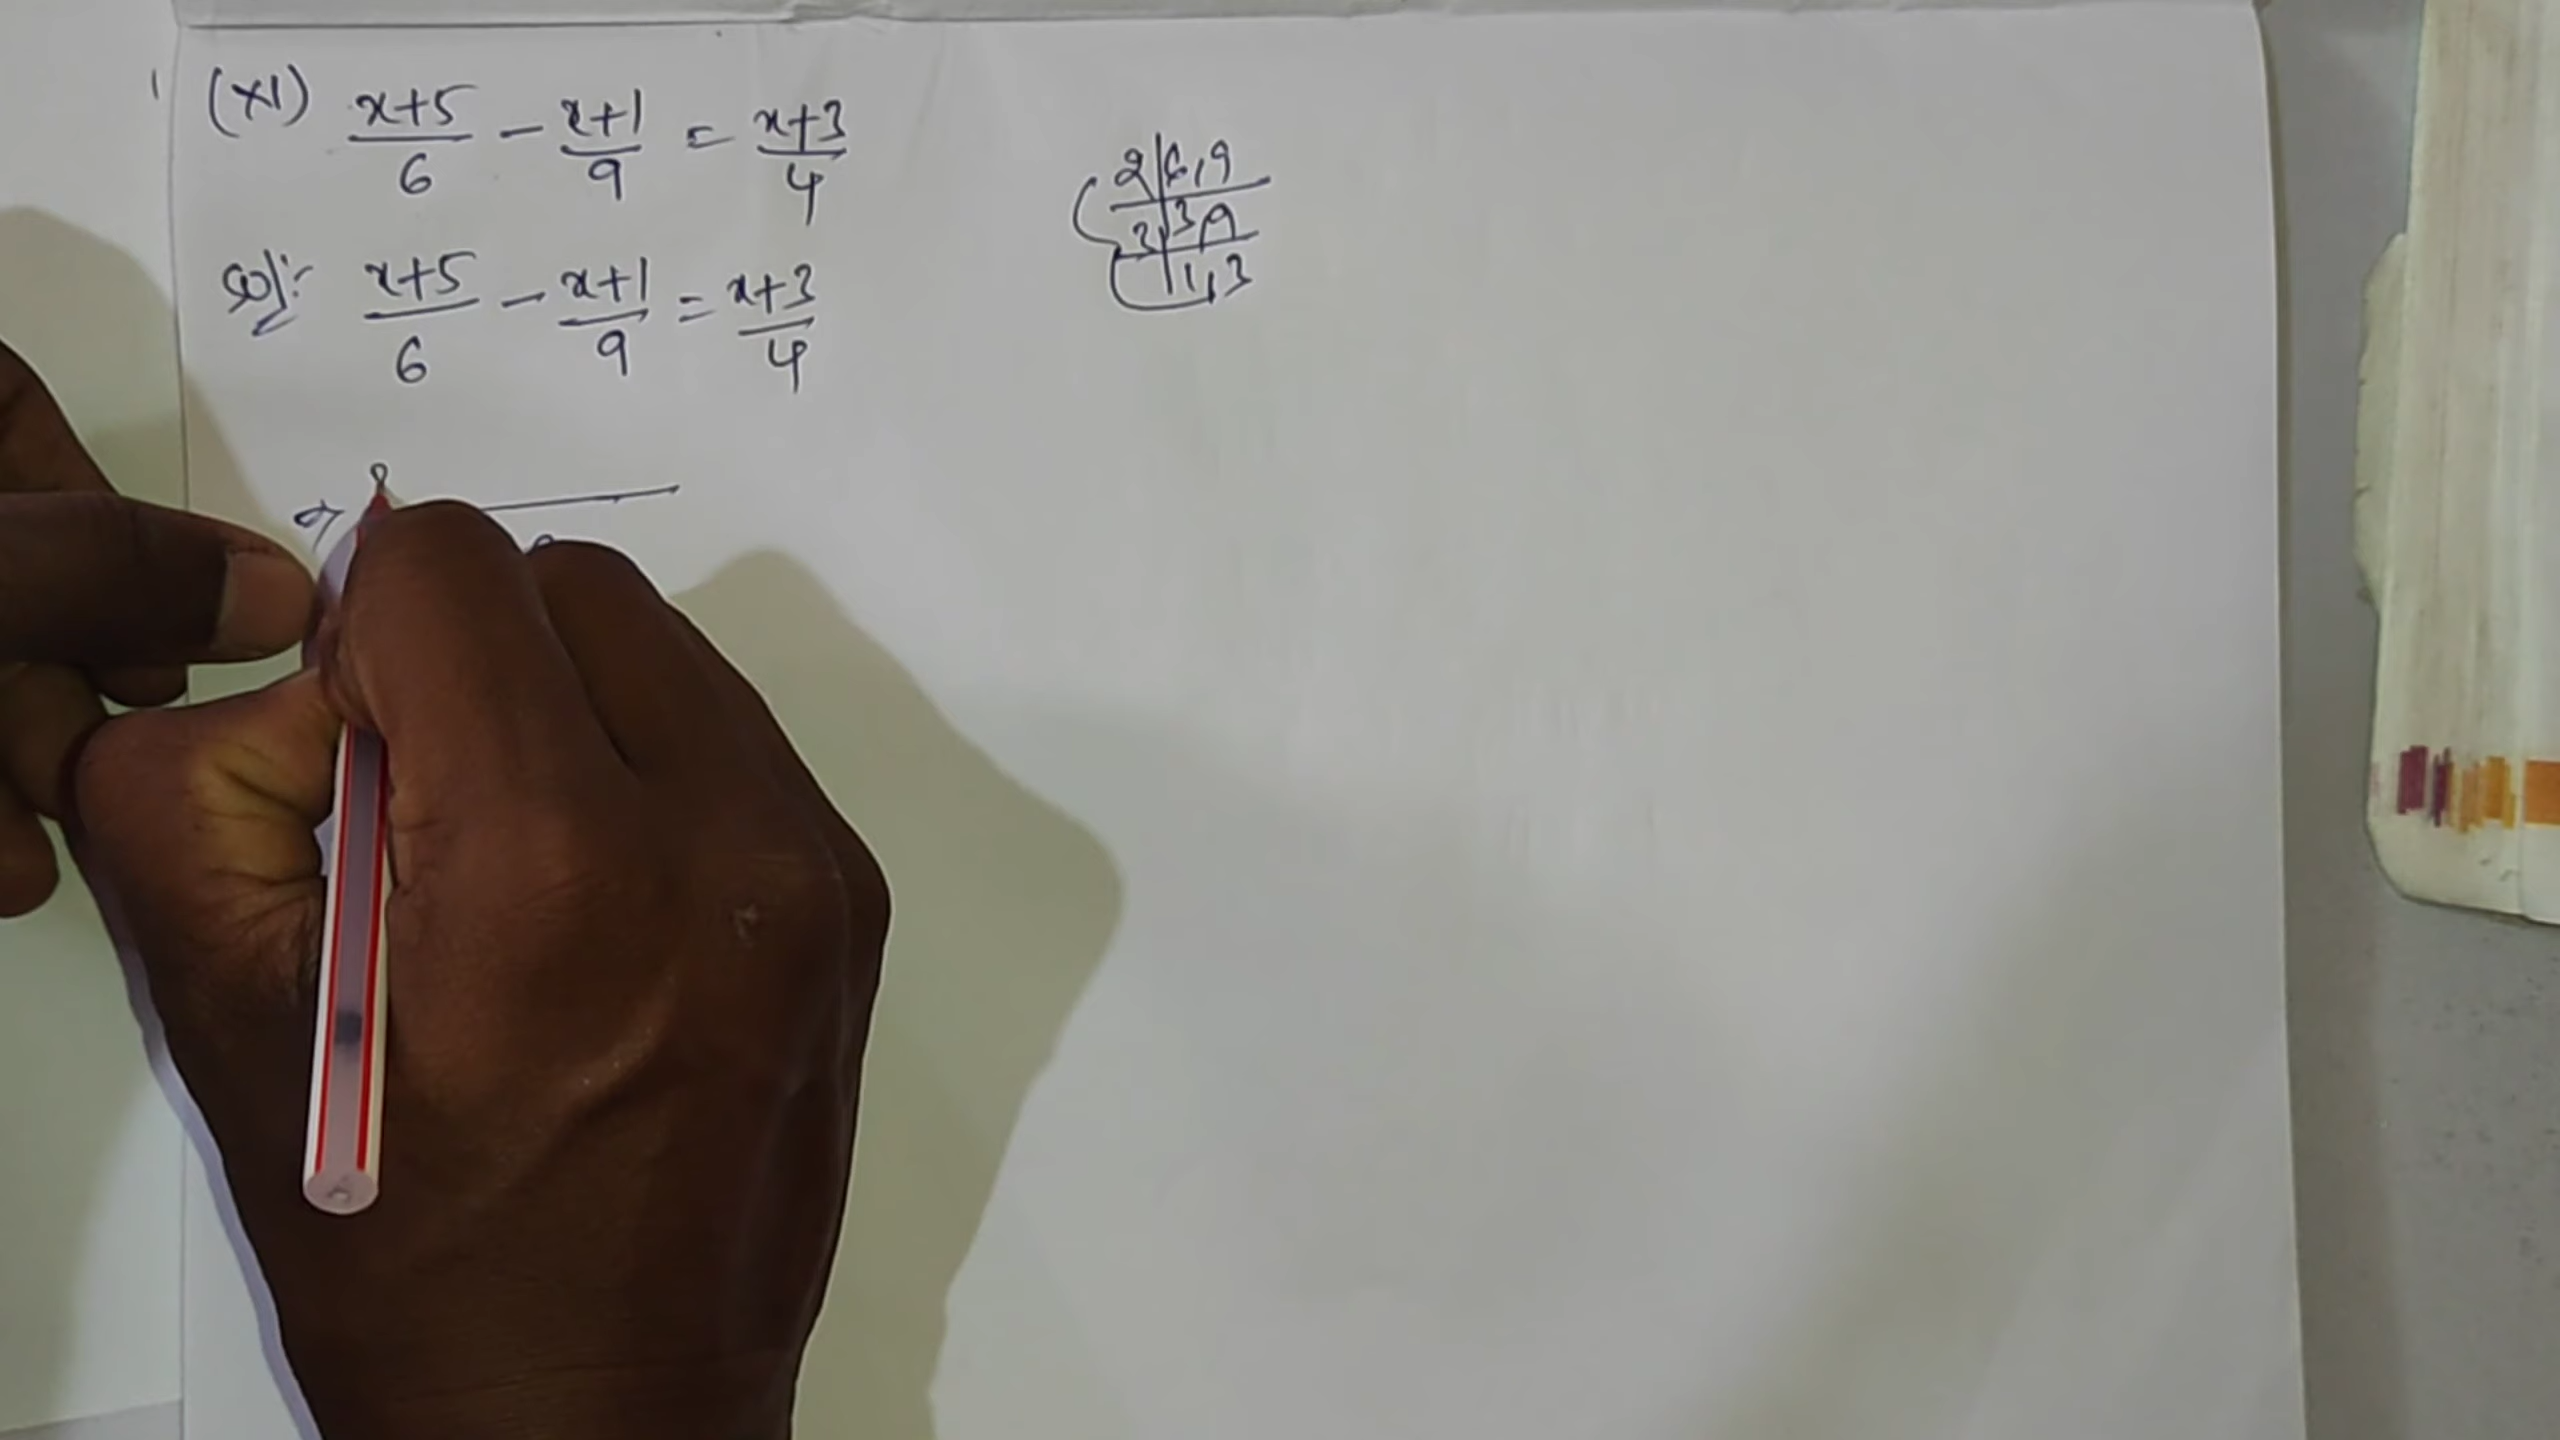 (XI) x+5/6 - x+1/9 = x+3/4
Sol:- x+5/6 - x+1/9 = x+3/4
⇒
2|6,9
3|3,9
|1,3